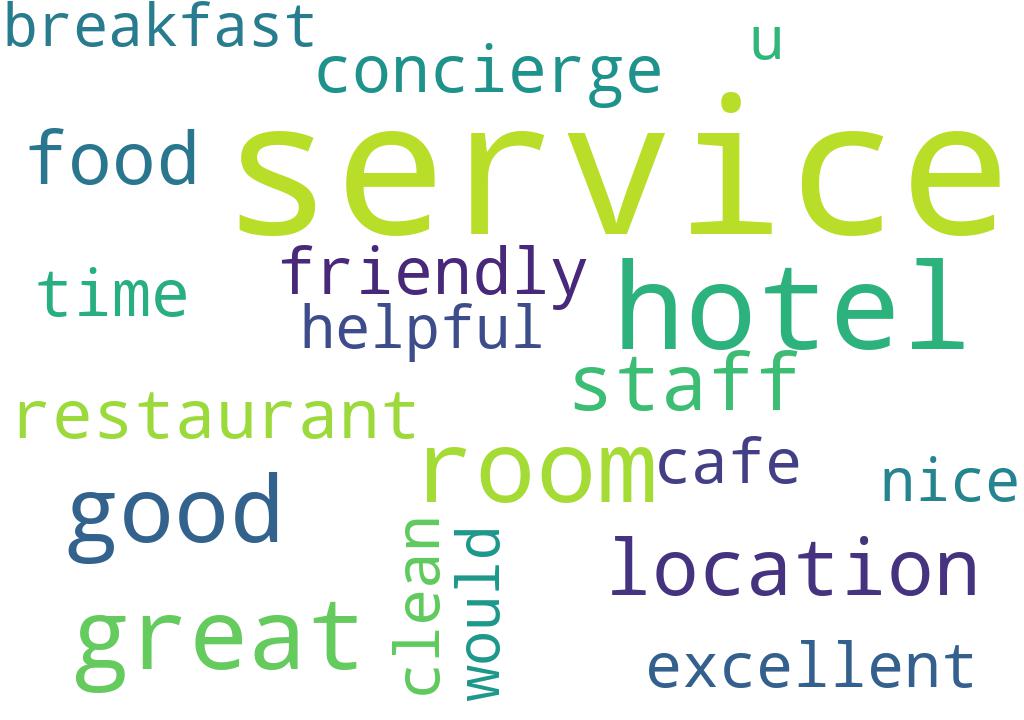 breakfast
u
concierge
food
service
time
friendly
hotel
helpful
staff
restaurant
room
cafe
nice
good
clean
would
location
great
excellent